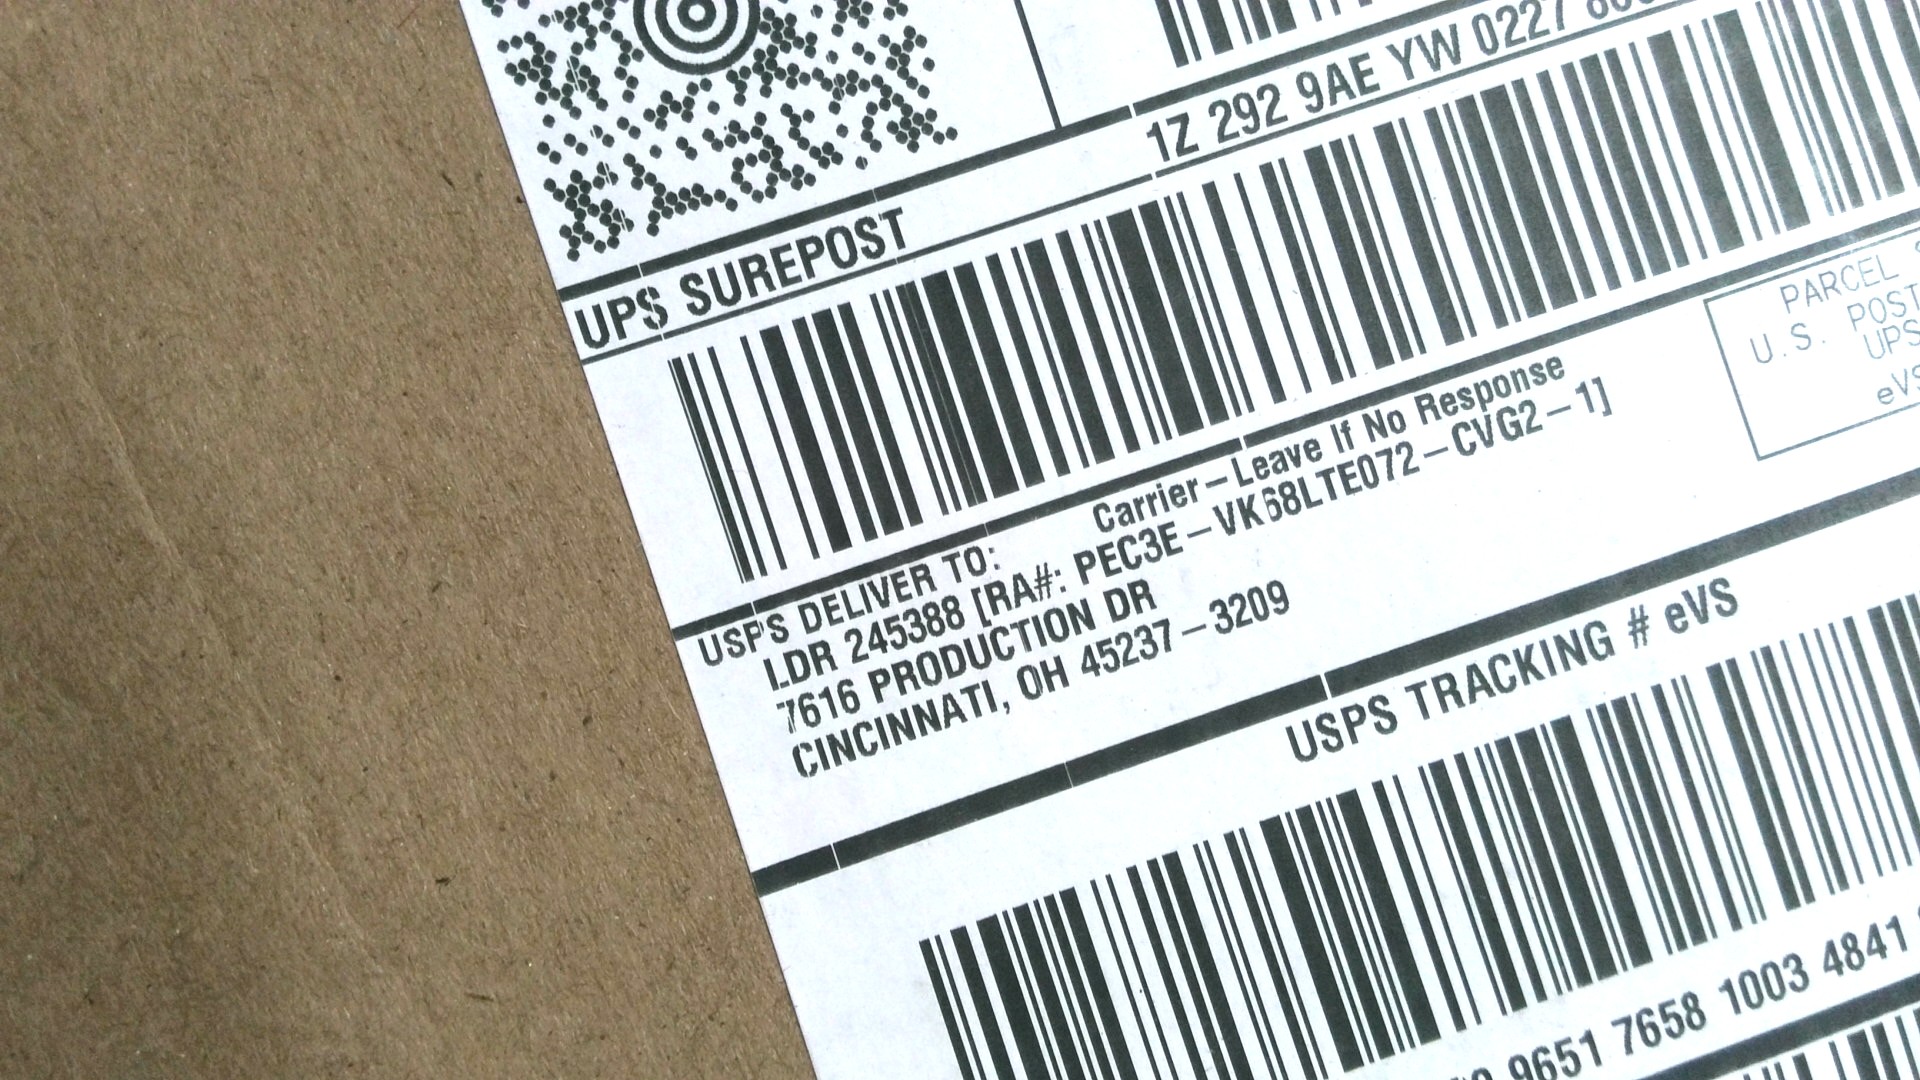 1Z 292 9AE YW 0227
UPS SUREPOST
PARCEL
U.S. POST
UPS
eVS
Carrier-Leave If No Response
USPS DELIVER TO:
LDR 245388 [RA#: PEC3E-VK68LTE072-CVG2-1]
7616 PRODUCTION DR
CINCINNATI, OH 45237-3209
USPS TRACKING # eVS
9651 7658 1003 4841